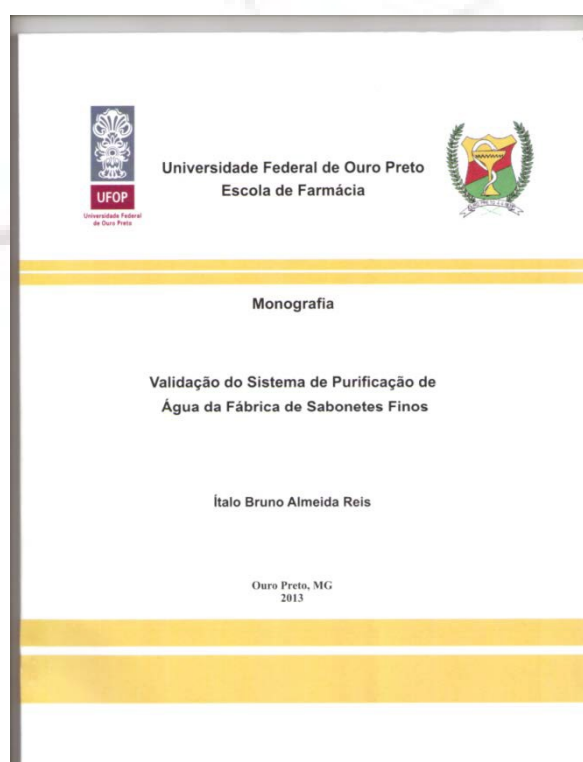 UFOP
Universidade Federal
de Ouro Preto
Universidade Federal de Ouro Preto
Escola de Farmácia
Monografia
Validação do Sistema de Purificação de
Água da Fábrica de Sabonetes Finos
Ítalo Bruno Almeida Reis
Ouro Preto, MG
2013